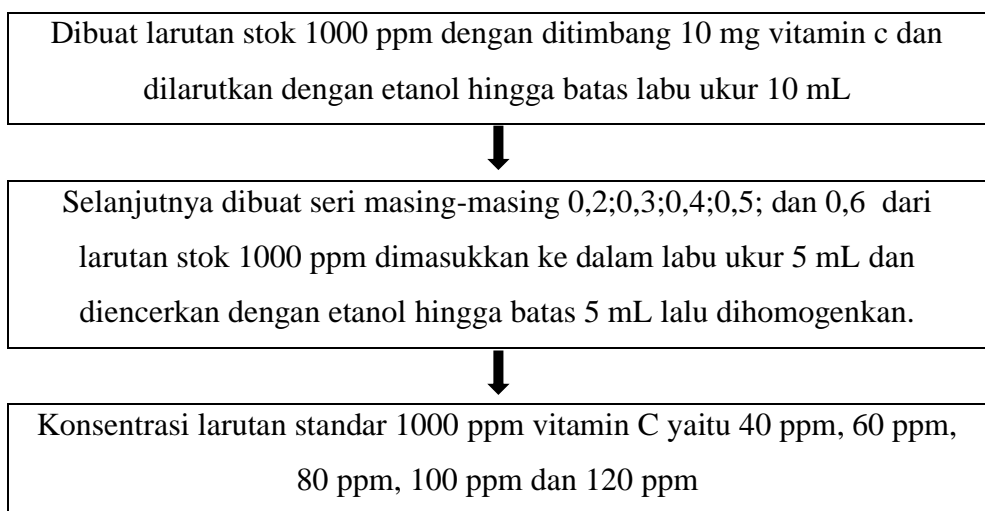 Dibuat larutan stok 1000 ppm dengan ditimbang 10 mg vitamin c dan
dilarutkan dengan etanol hingga batas labu ukur 10 mL
Selanjutnya dibuat seri masing-masing 0,2;0,3;0,4;0,5; dan 0,6 dari
larutan stok 1000 ppm dimasukkan ke dalam labu ukur 5 mL dan
diencerkan dengan etanol hingga batas 5 mL lalu dihomogenkan.
Konsentrasi larutan standar 1000 ppm vitamin C yaitu 40 ppm, 60 ppm,
80 ppm, 100 ppm dan 120 ppm